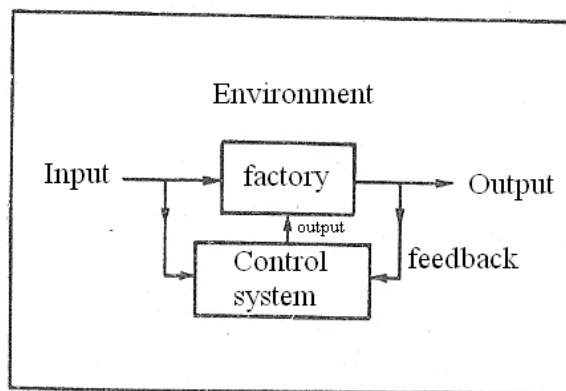 Environment
Input
factory
Output
output
Control
system
feedback